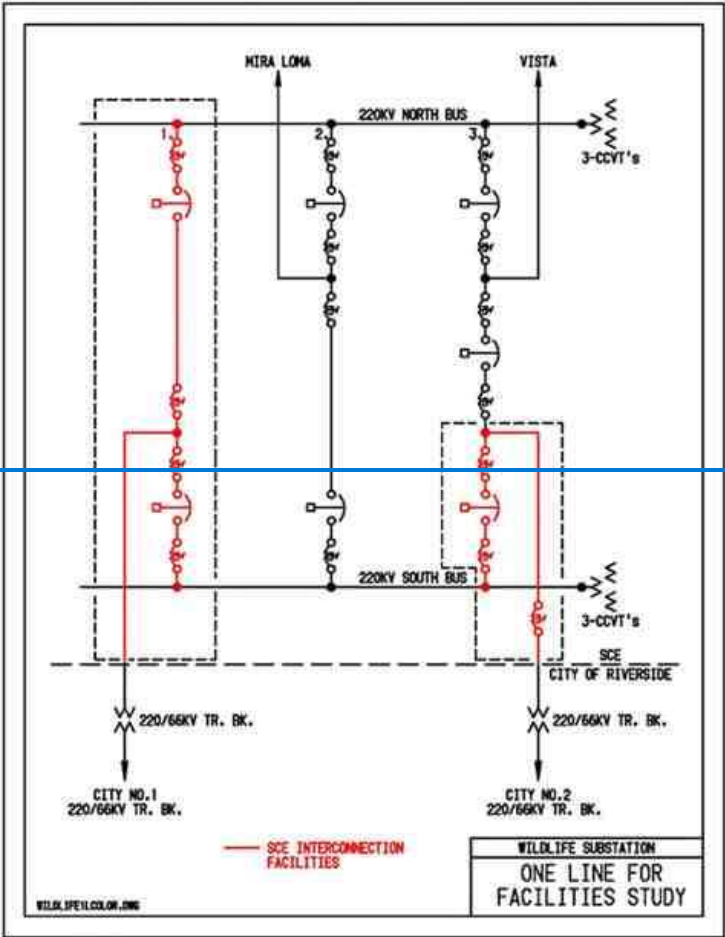 MIRA LOMA
VISTA
220KV NORTH BUS
1.
2.
3.
3-CCVT's
220KV SOUTH BUS
3-CCVT's
SCE
CITY OF RIVERSIDE
220/66KV TR. BK.
220/66KV TR. BK.
CITY NO.1
220/66KV TR. BK.
CITY NO.2
220/66KV TR. BK.
SCE INTERCONNECTION
FACILITIES
WILDLIFE SUBSTATION
ONE LINE FOR
FACILITIES STUDY
WILDLIFE1LCOLOR.DWG